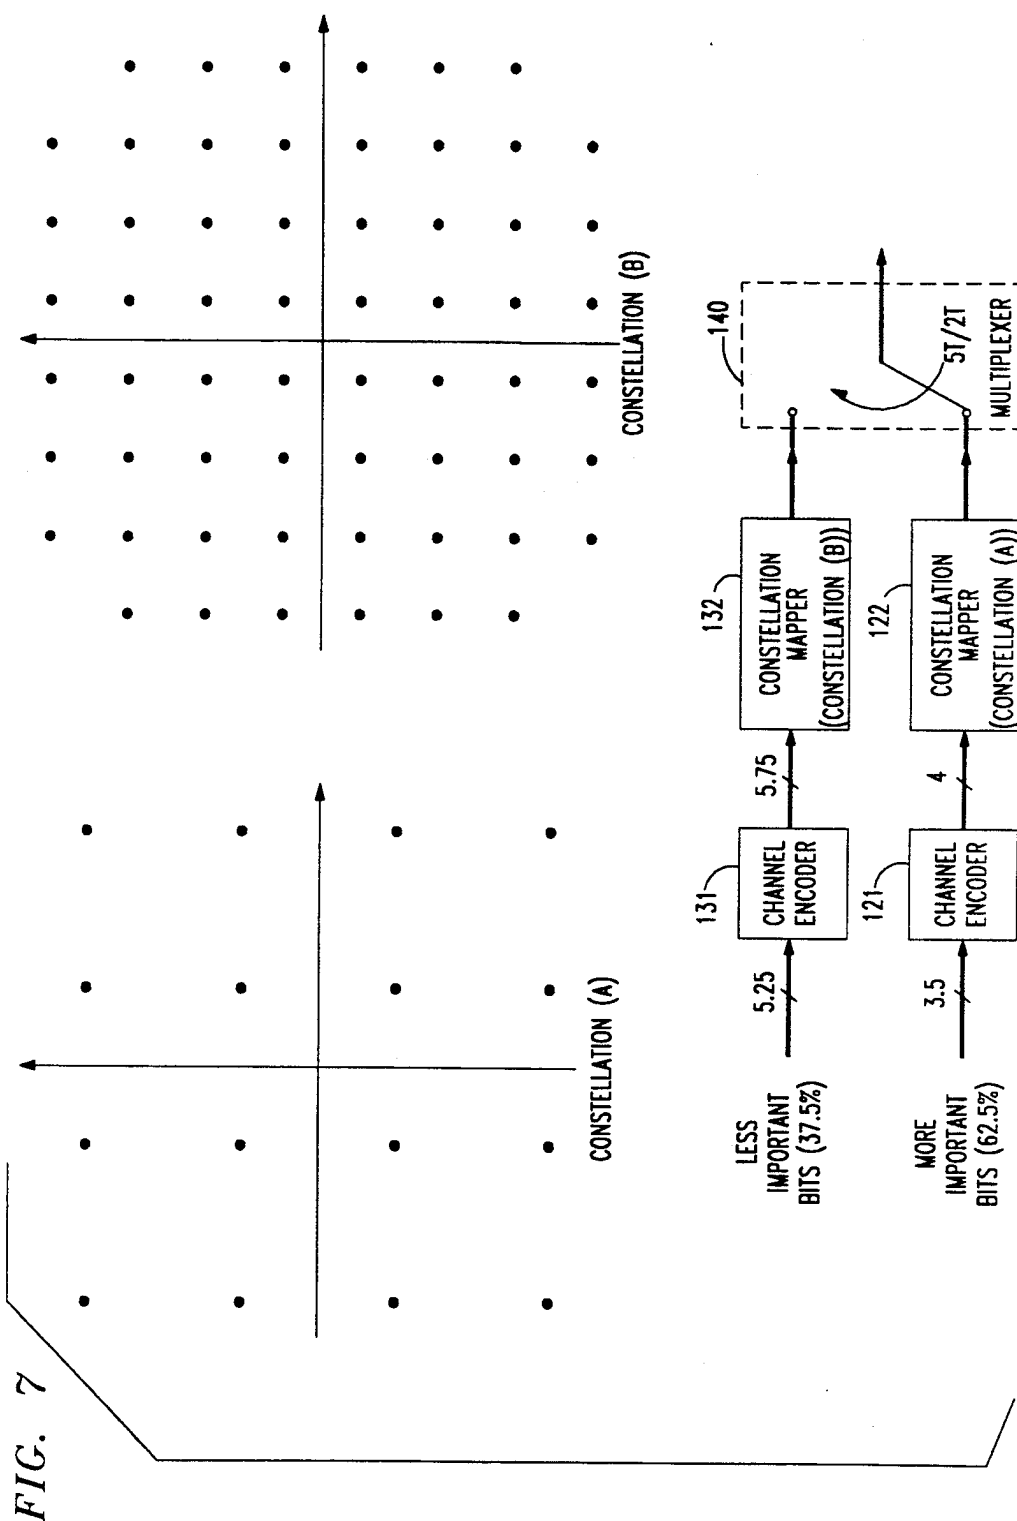 FIG. 7
CONSTELLATION (A)
CONSTELLATION (B)
LESS
IMPORTANT
BITS (37.5%)
5.25
131
CHANNEL
ENCODER
5.75
132
CONSTELLATION
MAPPER
(CONSTELLATION (B))
140
5T/2T
MULTIPLEXER
MORE
IMPORTANT
BITS (62.5%)
3.5
121
CHANNEL
ENCODER
4
122
CONSTELLATION
MAPPER
(CONSTELLATION (A))